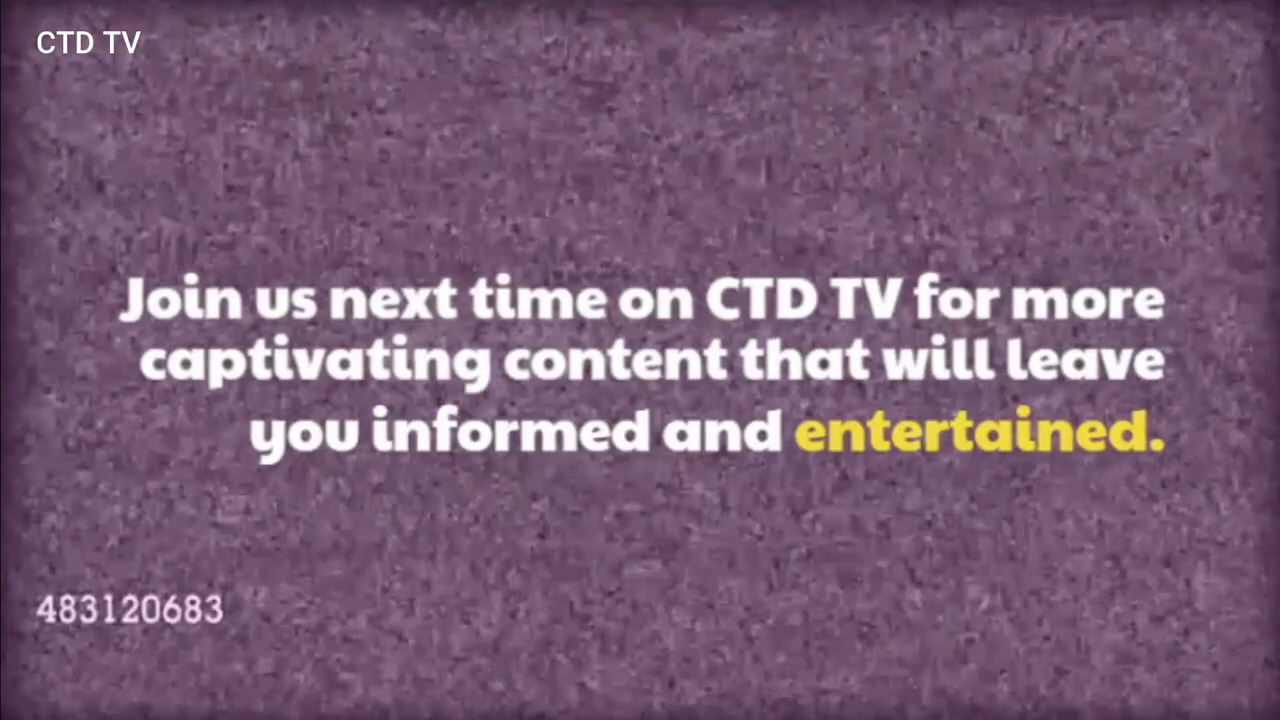 CTD TV
Join us next time on CTD TV for more
captivating content that will leave
you informed and entertained.
483120683